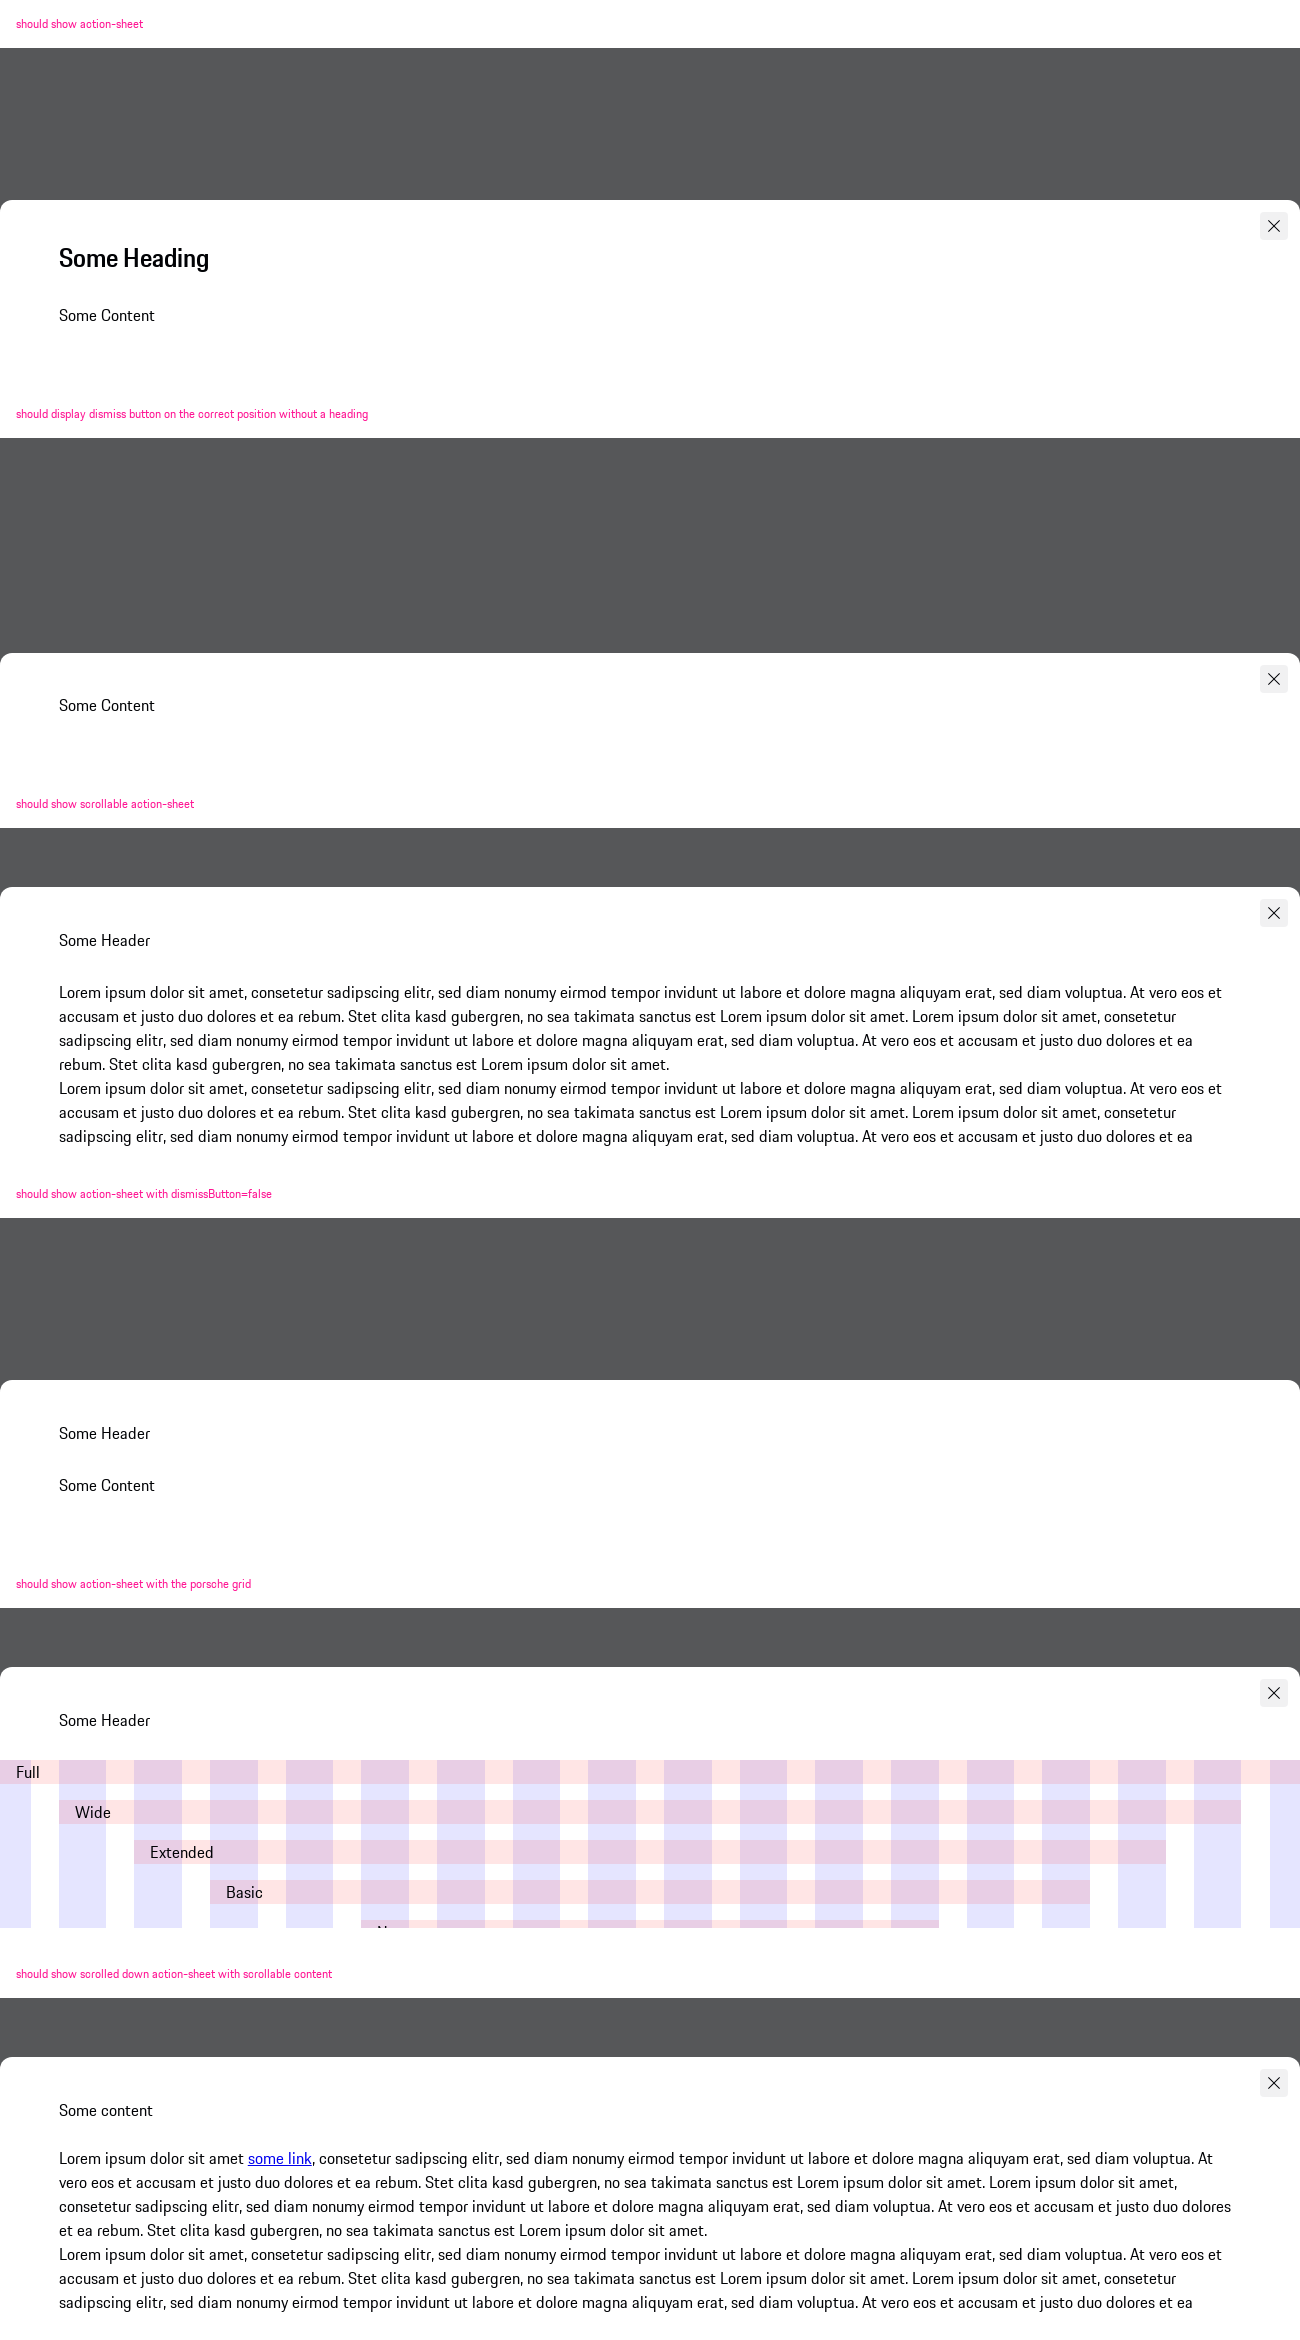 should show action-sheet
Some Heading
Some Content
should display dismiss button on the correct position without a heading
Some Content
should show scrollable action-sheet
Some Header
Lorem ipsum dolor sit amet, consetetur sadipscing elitr, sed diam nonumy eirmod tempor invidunt ut labore et dolore magna aliquyam erat, sed diam voluptua. At vero eos et
accusam et justo duo dolores et ea rebum. Stet clita kasd gubergren, no sea takimata sanctus est Lorem ipsum dolor sit amet. Lorem ipsum dolor sit amet, consetetur
sadipscing elitr, sed diam nonumy eirmod tempor invidunt ut labore et dolore magna aliquyam erat, sed diam voluptua. At vero eos et accusam et justo duo dolores et ea
rebum. Stet clita kasd gubergren, no sea takimata sanctus est Lorem ipsum dolor sit amet.
Lorem ipsum dolor sit amet, consetetur sadipscing elitr, sed diam nonumy eirmod tempor invidunt ut labore et dolore magna aliquyam erat, sed diam voluptua. At vero eos et
accusam et justo duo dolores et ea rebum. Stet clita kasd gubergren, no sea takimata sanctus est Lorem ipsum dolor sit amet. Lorem ipsum dolor sit amet, consetetur
sadipscing elitr, sed diam nonumy eirmod tempor invidunt ut labore et dolore magna aliquyam erat, sed diam voluptua. At vero eos et accusam et justo duo dolores et ea
should show action-sheet with dismissButton=false
Some Header
Some Content
should show action-sheet with the porsche grid
Some Header
Full
Wide
Extended
Basic
should show scrolled down action-sheet with scrollable content
Some content
Lorem ipsum dolor sit amet some link, consetetur sadipscing elitr, sed diam nonumy eirmod tempor invidunt ut labore et dolore magna aliquyam erat, sed diam voluptua. At
vero eos et accusam et justo duo dolores et ea rebum. Stet clita kasd gubergren, no sea takimata sanctus est Lorem ipsum dolor sit amet. Lorem ipsum dolor sit amet,
consetetur sadipscing elitr, sed diam nonumy eirmod tempor invidunt ut labore et dolore magna aliquyam erat, sed diam voluptua. At vero eos et accusam et justo duo dolores
et ea rebum. Stet clita kasd gubergren, no sea takimata sanctus est Lorem ipsum dolor sit amet.
Lorem ipsum dolor sit amet, consetetur sadipscing elitr, sed diam nonumy eirmod tempor invidunt ut labore et dolore magna aliquyam erat, sed diam voluptua. At vero eos et
accusam et justo duo dolores et ea rebum. Stet clita kasd gubergren, no sea takimata sanctus est Lorem ipsum dolor sit amet. Lorem ipsum dolor sit amet, consetetur
sadipscing elitr, sed diam nonumy eirmod tempor invidunt ut labore et dolore magna aliquyam erat, sed diam voluptua. At vero eos et accusam et justo duo dolores et ea